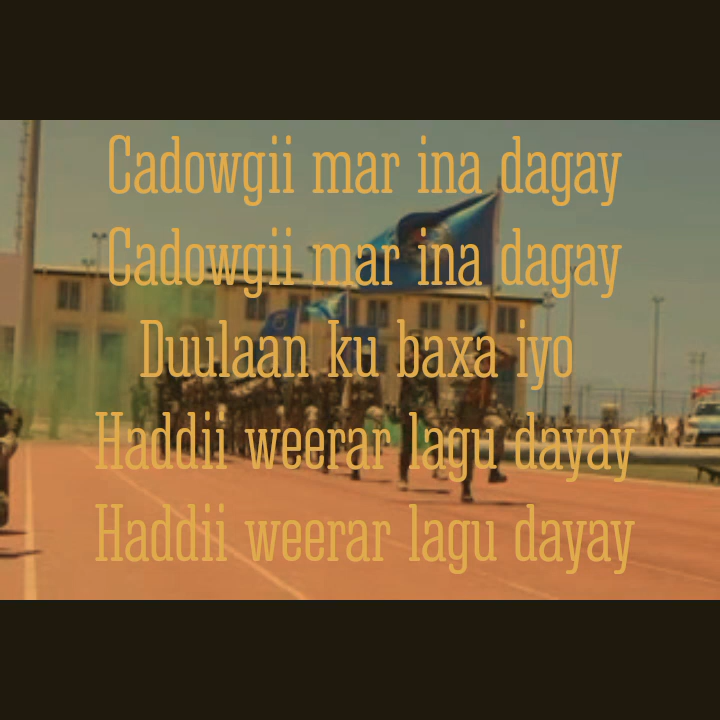 Cadowgii mar ina dagay
Cadowgii mar ina dagay
Duulaan ku baxa iyo
Haddii weerar lagu dayay
Haddii weerar lagu dayay